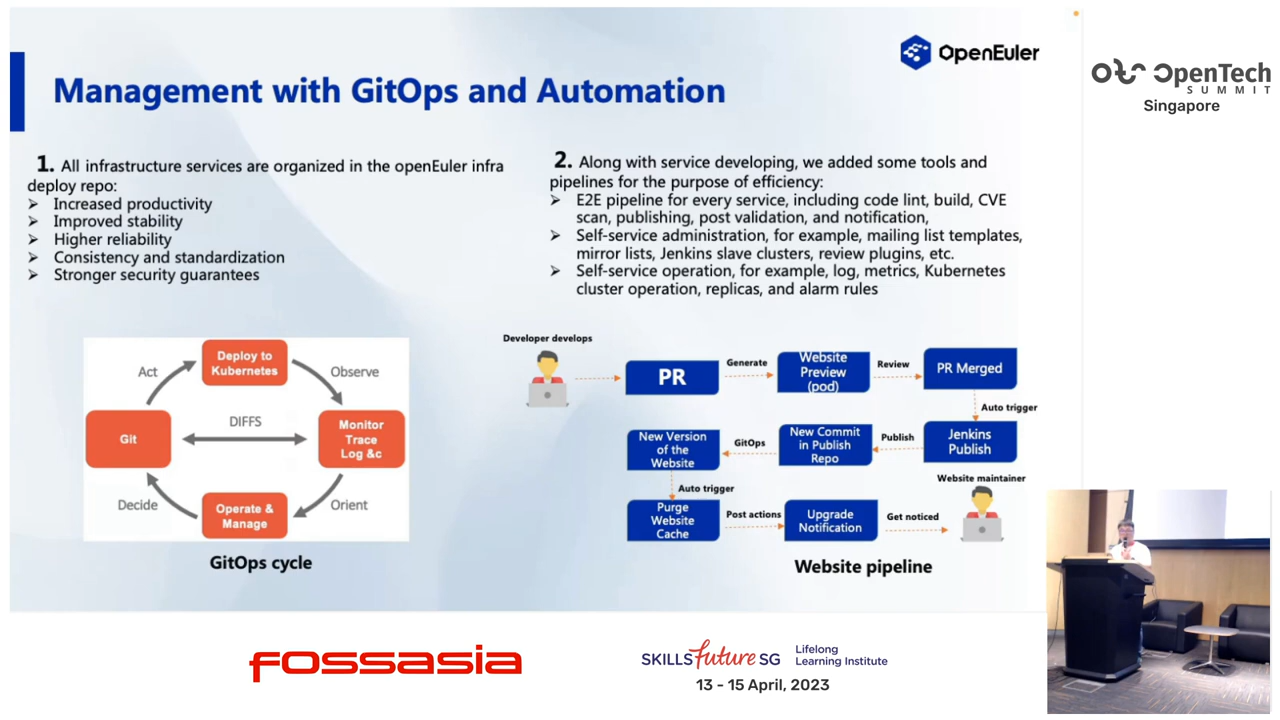 OpenEuler
OpenTech
SUMMIT
Singapore
Management with GitOps and Automation
1. All infrastructure services are organized in the openEuler infra
deploy repo:
➢ Increased productivity
➢ Improved stability
➢ Higher reliability
➢ Consistency and standardization
➢ Stronger security guarantees
2. Along with service developing, we added some tools and
pipelines for the purpose of efficiency:
➢ E2E pipeline for every service, including code lint, build, CVE
scan, publishing, post validation, and notification,
➢ Self-service administration, for example, mailing list templates,
mirror lists, Jenkins slave clusters, review plugins, etc.
➢ Self-service operation, for example, log, metrics, Kubernetes
cluster operation, replicas, and alarm rules
Act
Deploy to
Kubernetes
Observe
Git
DIFFS
Monitor
Trace
Log &c
Decide
Operate &
Manage
Orient
GitOps cycle
Developer develops
PR
Generate
Website
Preview
(pod)
Review
PR Merged
Auto trigger
New Version
of the
Website
GitOps
New Commit
in Publish
Repo
Publish
Jenkins
Publish
Auto trigger
Website maintainer
Purge
Website
Cache
Post actions
Upgrade
Notification
Get noticed
Website pipeline
fossasia
SKILLS future SG
Lifelong
Learning Institute
13 - 15 April, 2023